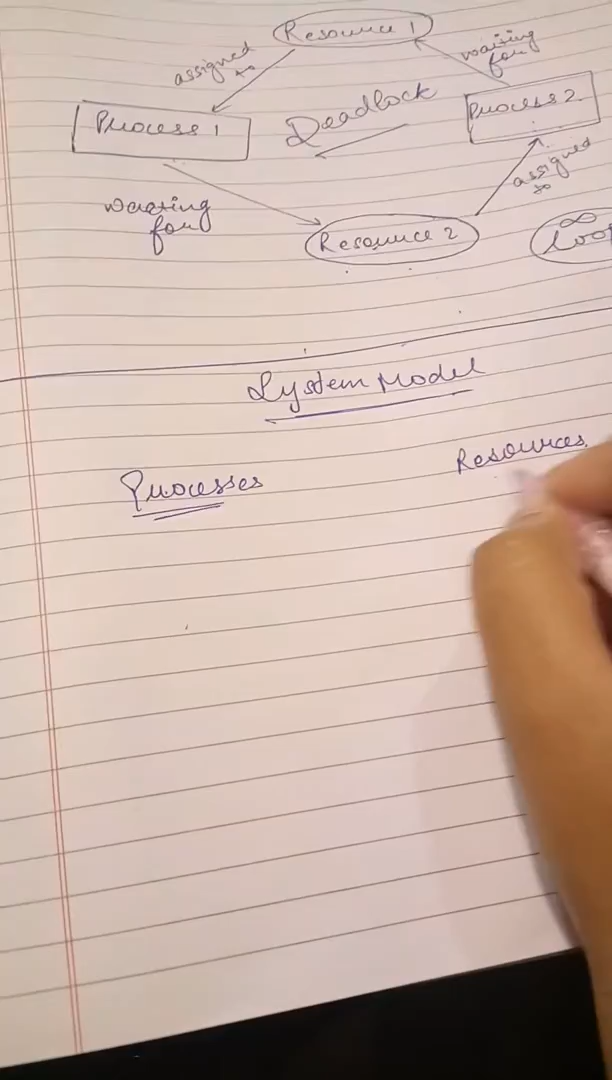 Resource 1
assigned to
waiting for
Process 1
Deadlock
Process 2
assigned to
waiting for
Resource 2
∞ loop
System Model
Processes
Resources